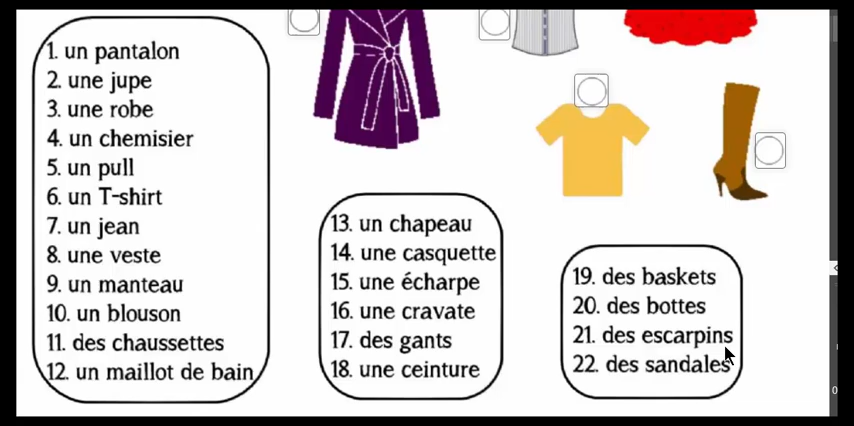 1. un pantalon
2. une jupe
3. une robe
4. un chemisier
5. un pull
6. un T-shirt
7. un jean
8. une veste
9. un manteau
10. un blouson
11. des chaussettes
12. un maillot de bain
13. un chapeau
14. une casquette
15. une écharpe
16. une cravate
17. des gants
18. une ceinture
19. des baskets
20. des bottes
21. des escarpins
22. des sandales